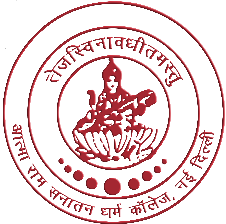 तेजस्विनावधीतमस्तु
आत्मा राम सनातन धर्म कॉलेज, नई दिल्ली